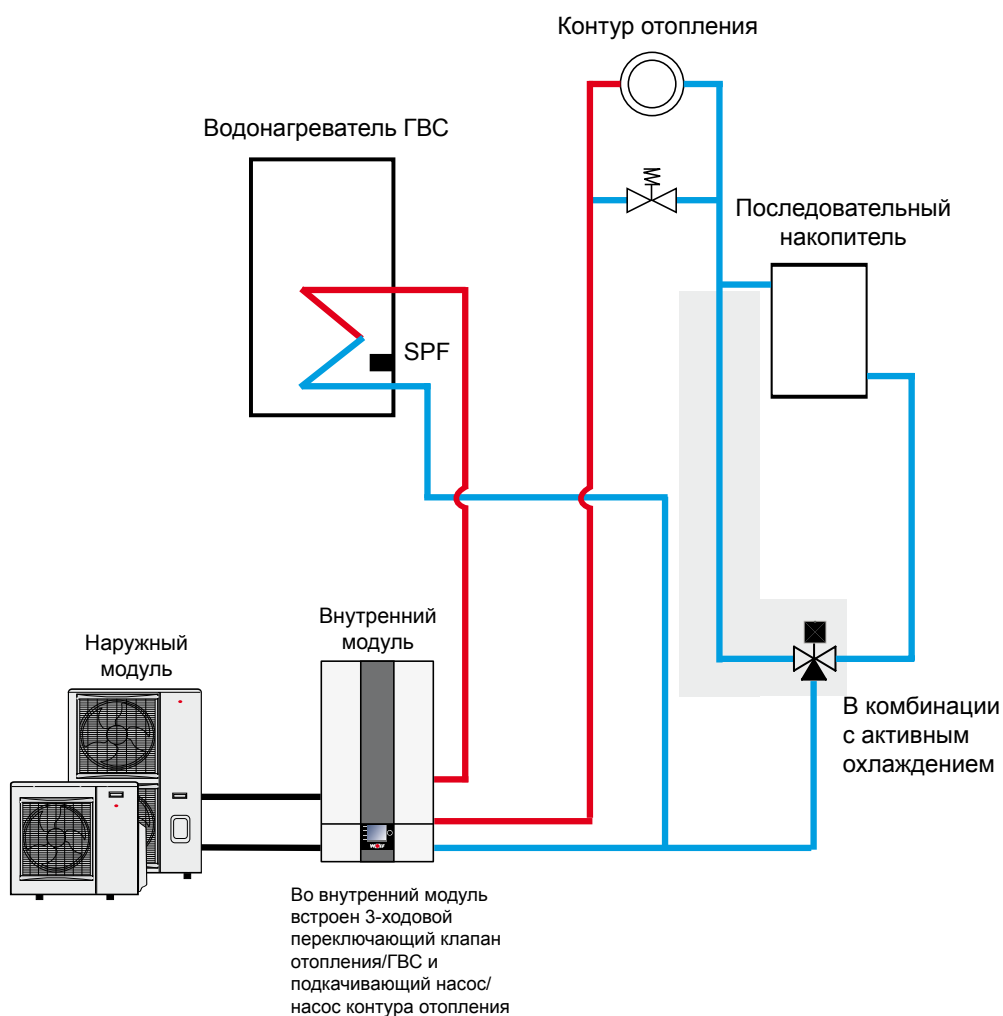 Контур отопления
Водонагреватель ГВС
Последовательный
накопитель
SPF
Внутренний
модуль
Наружный
модуль
В комбинации
с активным
охлаждением
WOLF
Во внутренний модуль
встроен 3-ходовой
переключающий клапан
отопления/ГВС и
подкачивающий насос/
насос контура отопления